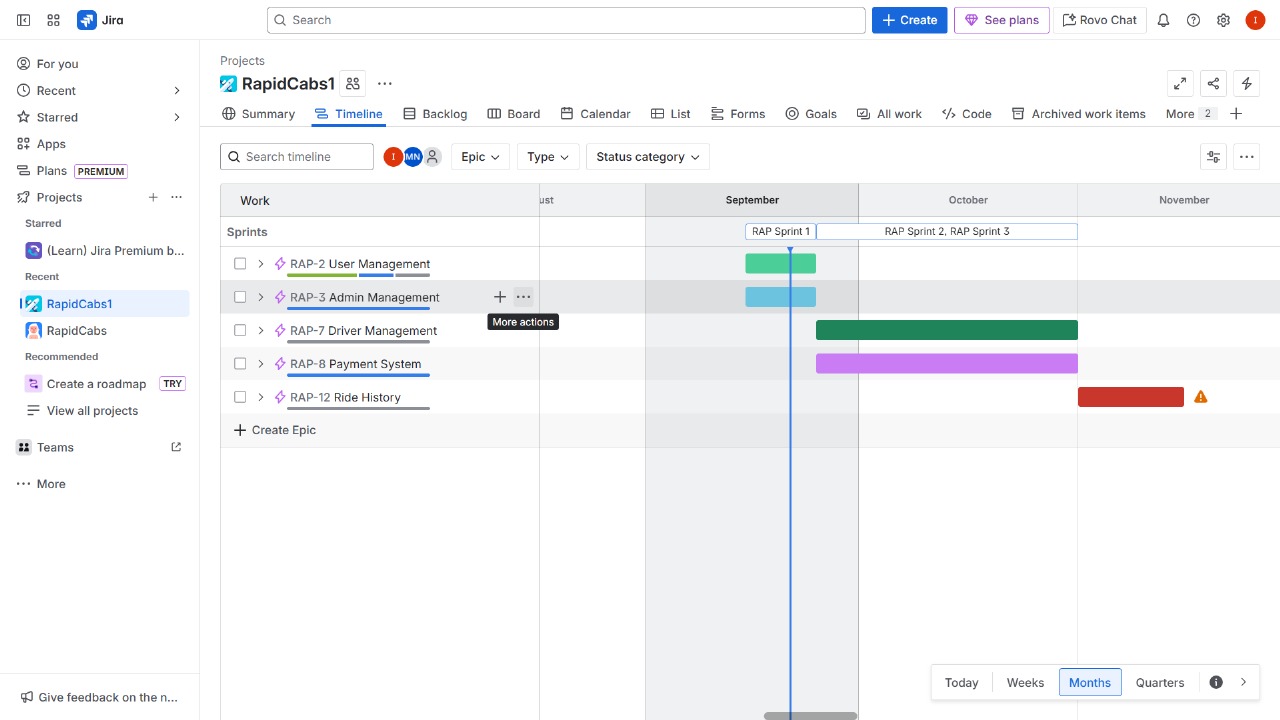 Jira
Search
Create
See plans
Rovo Chat
I
For you
Recent
Starred
Apps
Plans PREMIUM
Projects
Starred
(Learn) Jira Premium b...
Recent
RapidCabs1
RapidCabs
Recommended
Create a roadmap TRY
View all projects
Teams
More
Give feedback on the n...
Projects
RapidCabs1
Summary
Timeline
Backlog
Board
Calendar
List
Forms
Goals
All work
Code
Archived work items
More 2
Search timeline
I
MN
Epic
Type
Status category
Work
ust
September
October
November
Sprints
RAP Sprint 1
RAP Sprint 2, RAP Sprint 3
RAP-2 User Management
RAP-3 Admin Management
More actions
RAP-7 Driver Management
RAP-8 Payment System
RAP-12 Ride History
Create Epic
Today
Weeks
Months
Quarters